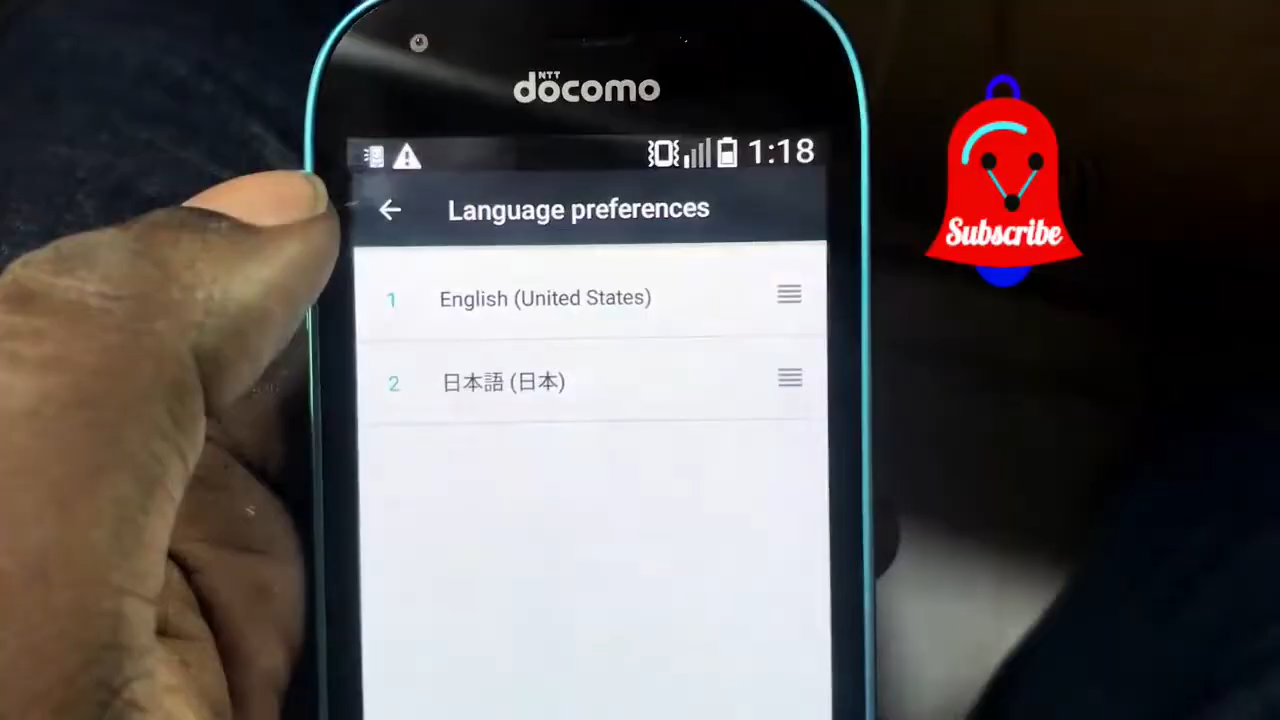 NTT
docomo
1:18
Language preferences
1 English (United States)
2 日本語 (日本)
Subscribe